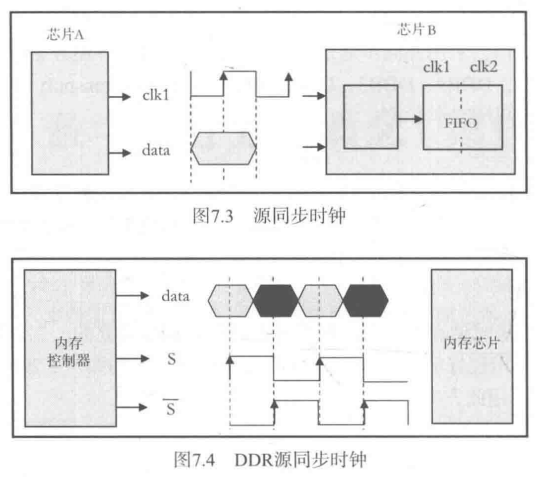 芯片A
芯片B
clk1
clk1 clk2
FIFO
data
图7.3 源同步时钟
data
内存
控制器
S
S̅
内存芯片
图7.4 DDR源同步时钟